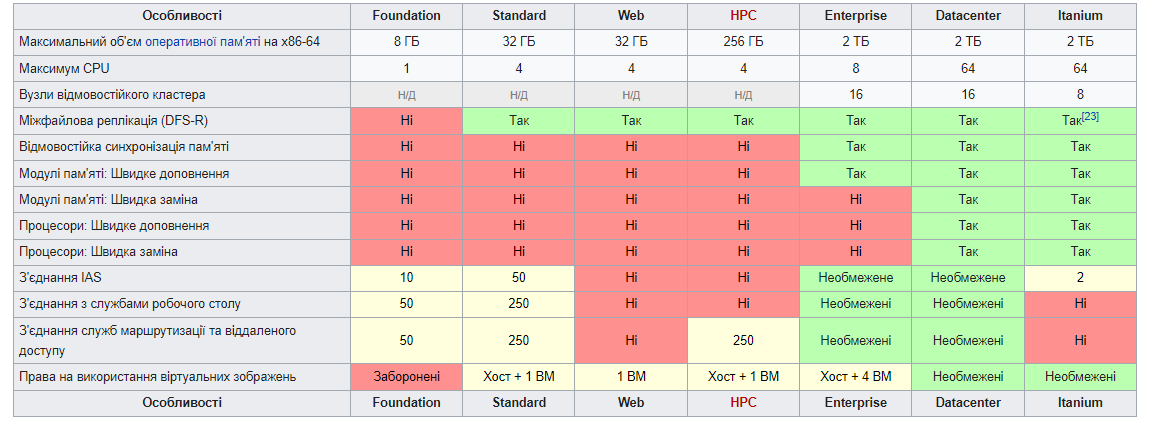 Особливості Foundation Standard Web HPC Enterprise Datacenter Itanium
Максимальний об'єм оперативної пам'яті на x86-64 8 ГБ 32 ГБ 32 ГБ 256 ГБ 2 ТБ 2 ТБ 2 ТБ
Максимум CPU 1 4 4 4 8 64 64
Вузли відмовостійкого кластера н/д н/д н/д н/д 16 16 8
Міжфайлова реплікація (DFS-R) Ні Так Так Так Так Так Так[23]
Відмовостійка синхронізація пам'яті Ні Ні Ні Ні Так Так Так
Модулі пам'яті: Швидке доповнення Ні Ні Ні Ні Так Так Так
Модулі пам'яті: Швидка заміна Ні Ні Ні Ні Ні Так Так
Процесори: Швидке доповнення Ні Ні Ні Ні Ні Так Так
Процесори: Швидка заміна Ні Ні Ні Ні Ні Так Так
З'єднання IAS 10 50 Ні Ні Необмежене Необмежене 2
З'єднання з службами робочого столу 50 250 Ні Ні Необмежені Необмежені Ні
З'єднання служб маршрутизації та віддаленого
доступу 50 250 Ні 250 Необмежені Необмежені Ні
Права на використання віртуальних зображень Заборонені Хост + 1 ВМ 1 ВМ Хост + 1 ВМ Хост + 4 ВМ Необмежені Необмежені
Особливості Foundation Standard Web HPC Enterprise Datacenter Itanium